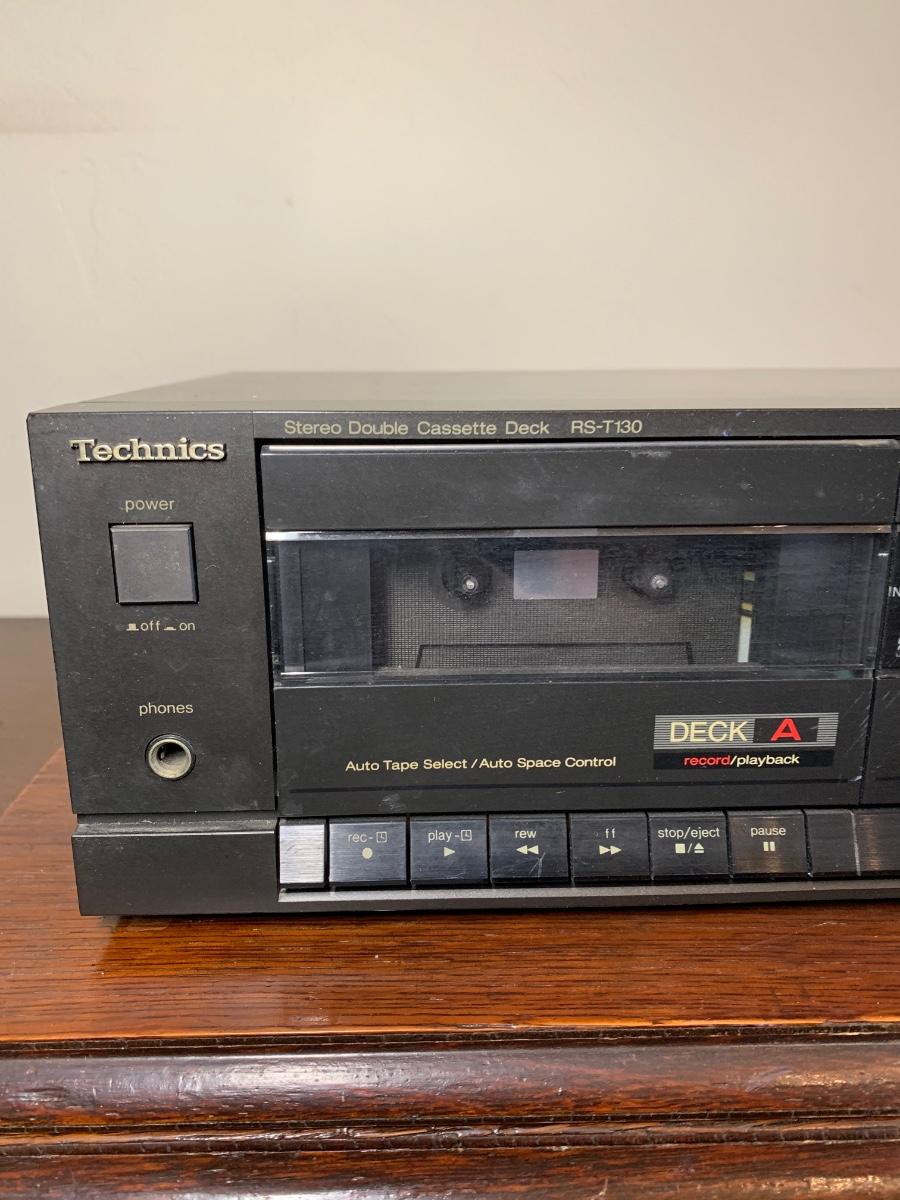 Stereo Double Cassette Deck RS-T130
Technics
power
off on
phones
DECK A
record/playback
Auto Tape Select/Auto Space Control
rec-
play-
rew
ff
stop/eject
pause